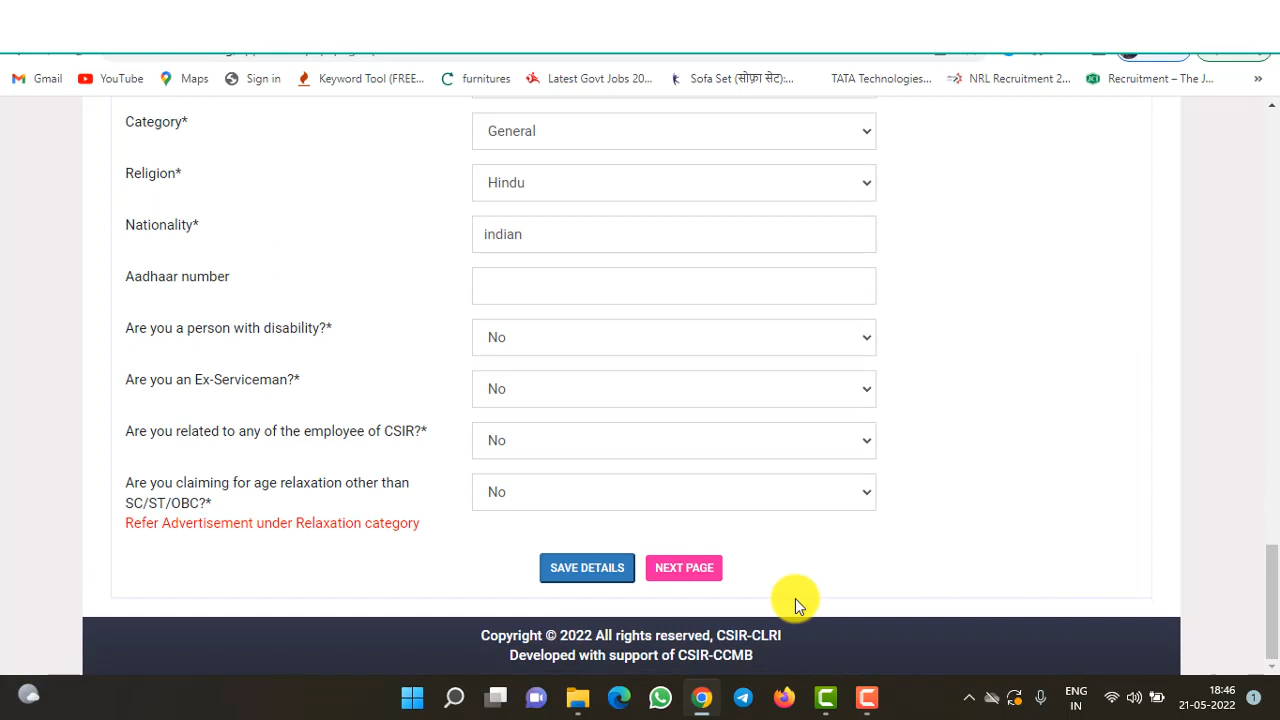 Gmail YouTube Maps Sign in Keyword Tool (FREE... furnitures Latest Govt Jobs 20... Sofa Set (सोफ़ा सेट):... TATA Technologies... NRL Recruitment 2... Recruitment – The J... »
Category* General
Religion* Hindu
Nationality* indian
Aadhaar number
Are you a person with disability?* No
Are you an Ex-Serviceman?* No
Are you related to any of the employee of CSIR?* No
Are you claiming for age relaxation other than
SC/ST/OBC?* No
Refer Advertisement under Relaxation category
SAVE DETAILS NEXT PAGE
Copyright © 2022 All rights reserved, CSIR-CLRI
Developed with support of CSIR-CCMB
ENG 18:46
IN 21-05-2022 1